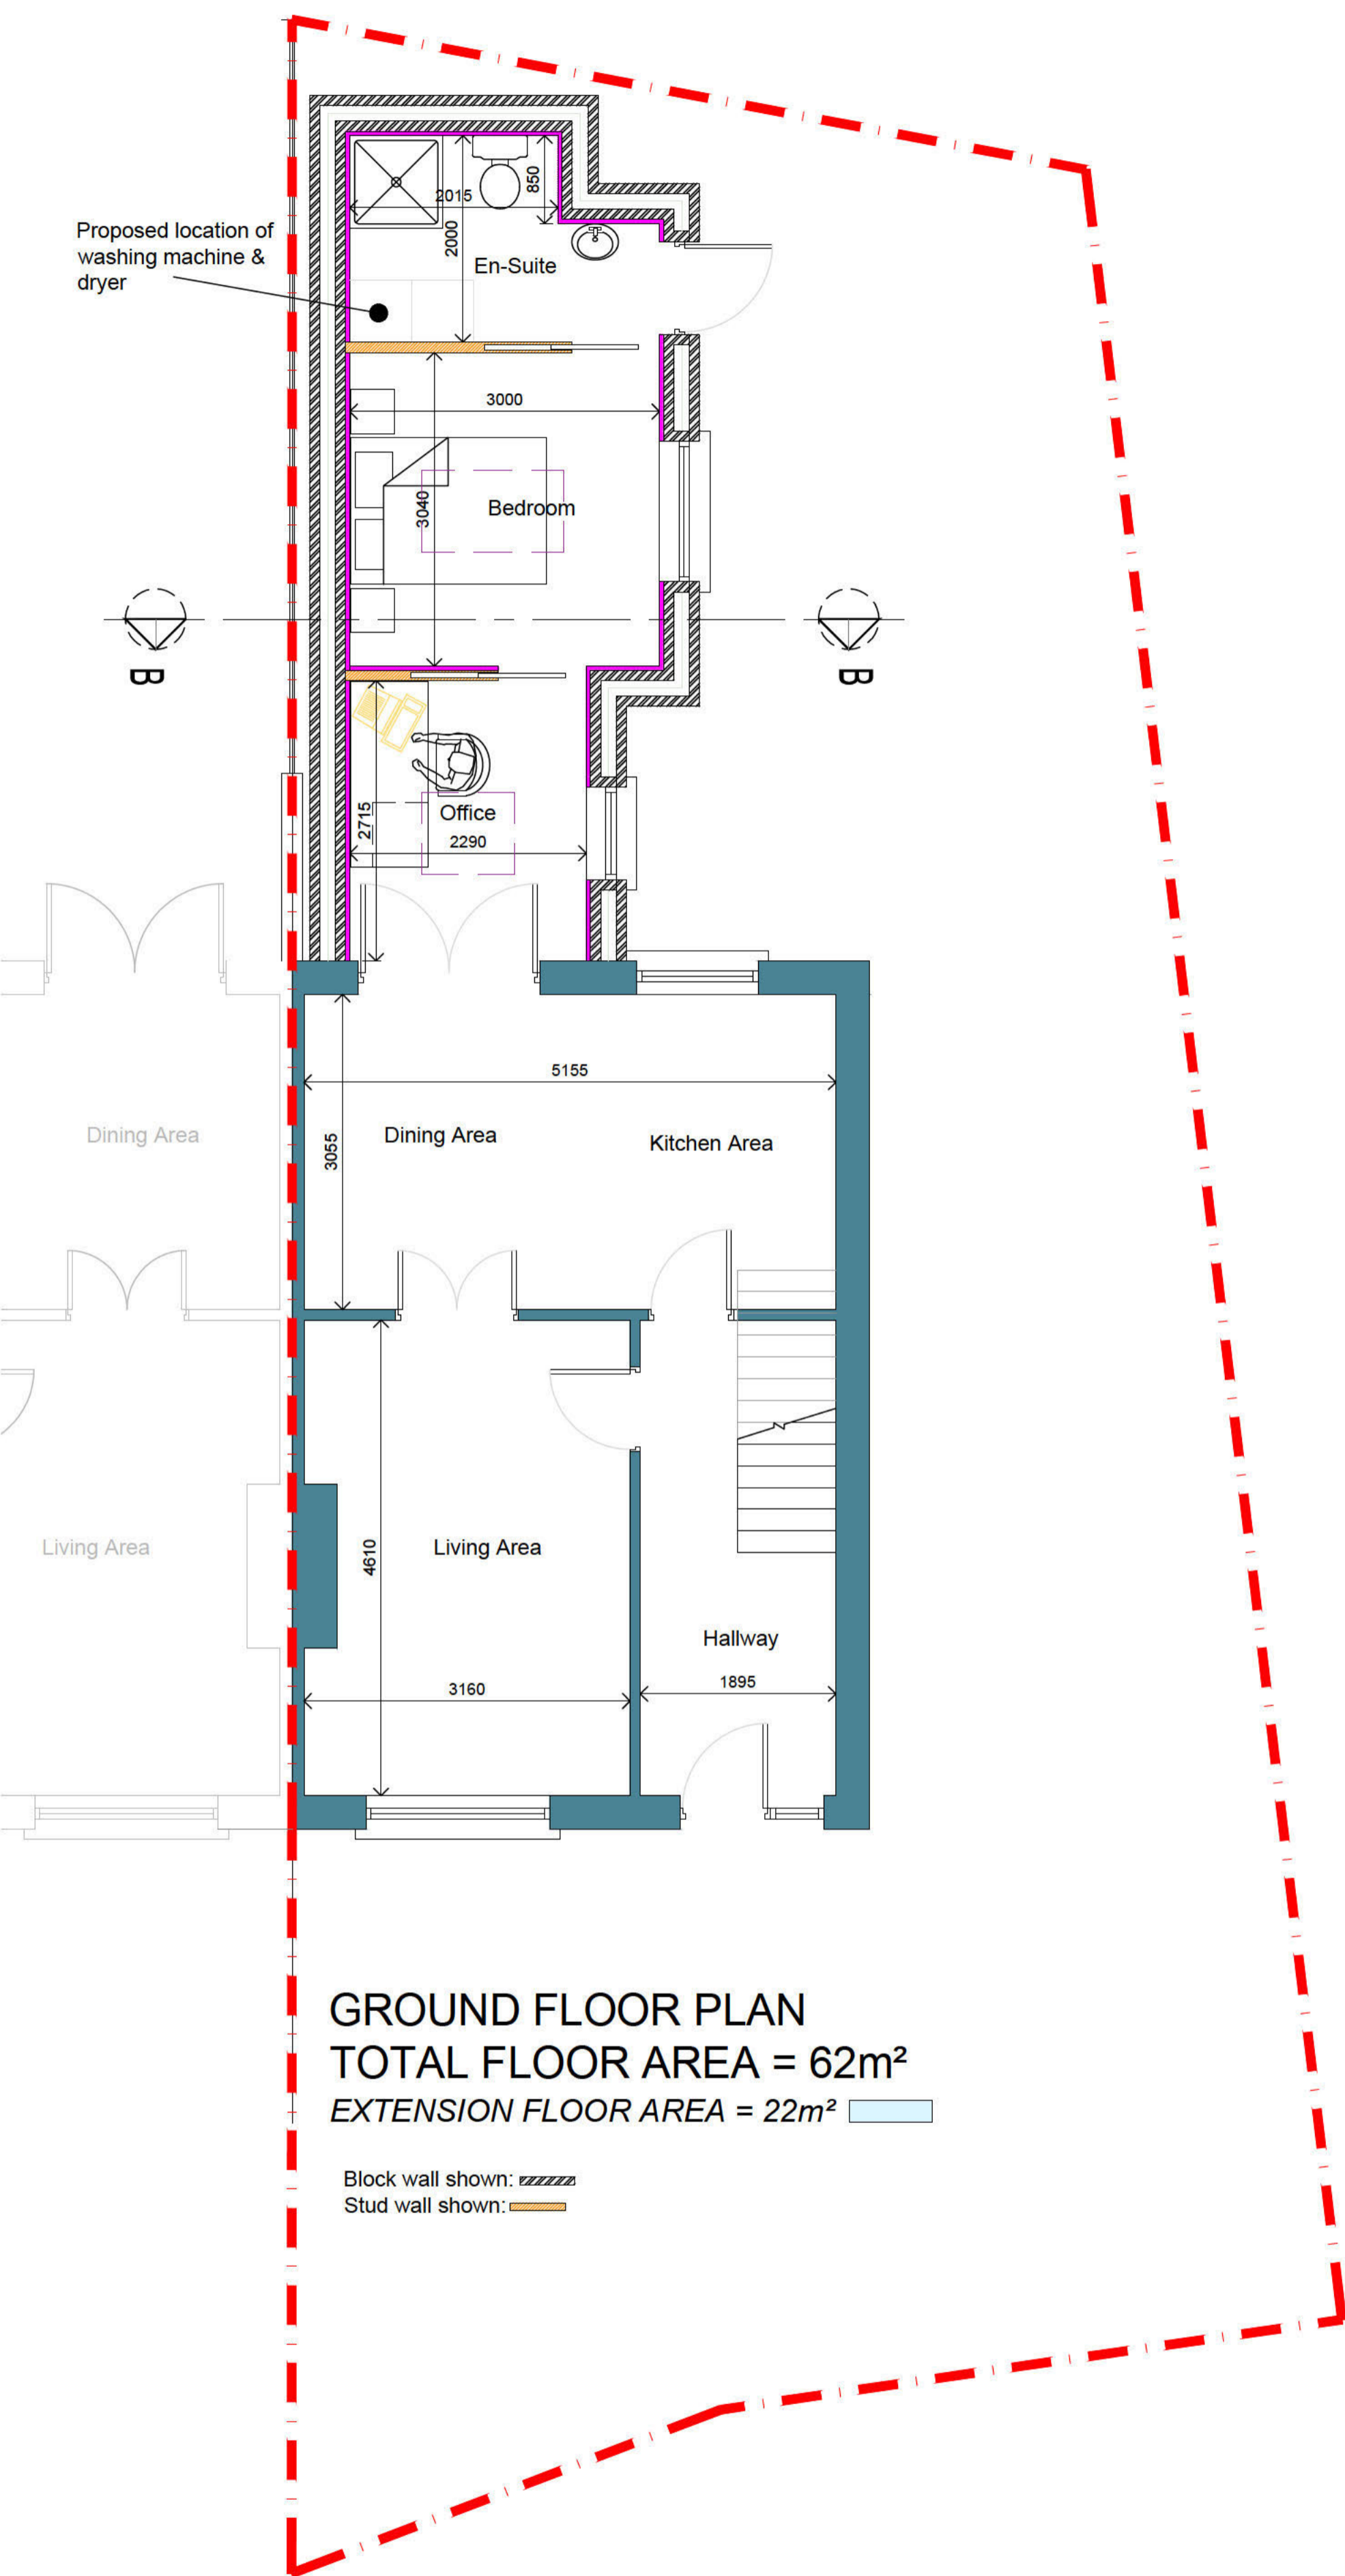 Proposed location of
washing machine &
dryer
850
2015
2000
En-Suite
3000
3040
Bedroom
B
B
2715
Office
2290
5155
3055
Dining Area
Dining Area
Kitchen Area
4610
Living Area
Living Area
Hallway
3160
1895
GROUND FLOOR PLAN
TOTAL FLOOR AREA = 62m²
EXTENSION FLOOR AREA = 22m²
Block wall shown:
Stud wall shown: